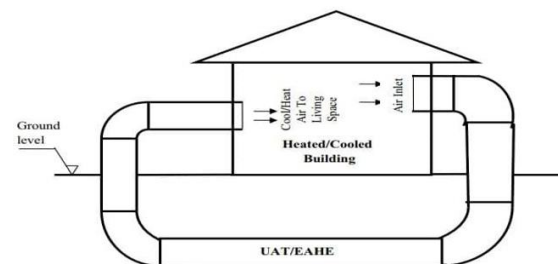 Cool/Heat
Air To
Living
Space
Air Inlet
Ground
level
Heated/Cooled
Building
UAT/EAHE